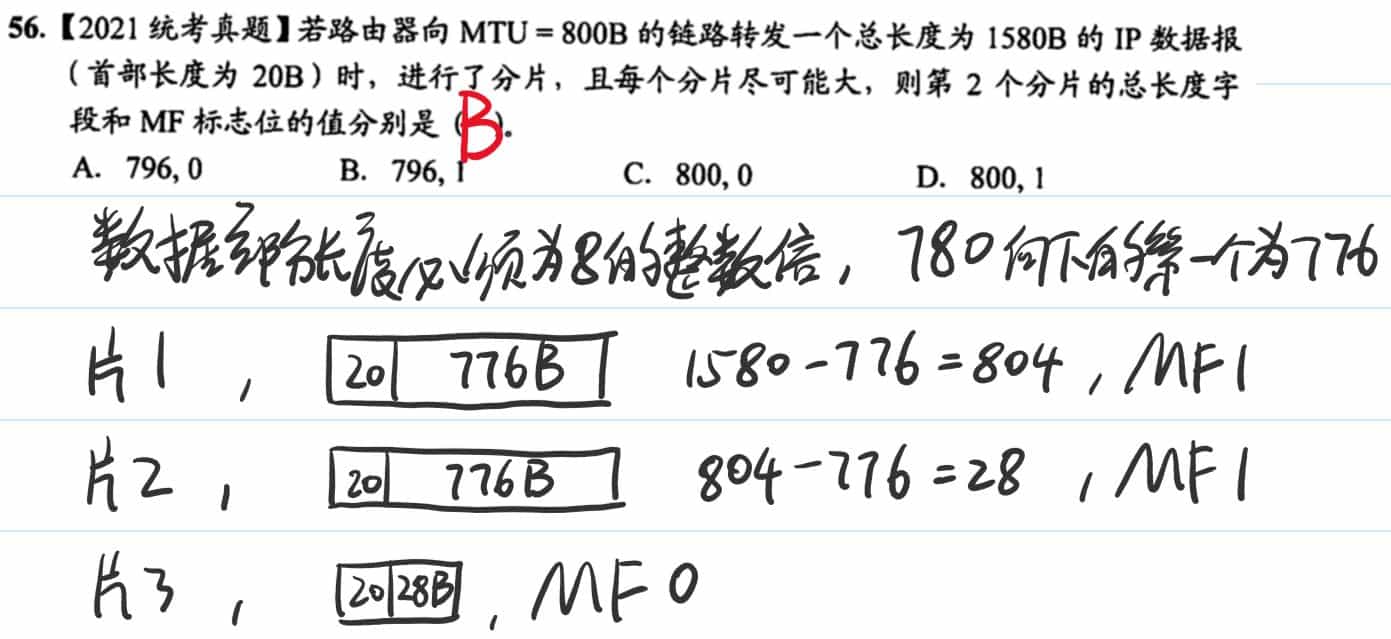 56.【2021 统考真题】若路由器向 MTU = 800B 的链路转发一个总长度为 1580B 的 IP 数据报
（首部长度为 20B）时，进行了分片，且每个分片尽可能大，则第 2 个分片的总长度字
段和 MF 标志位的值分别是（B）.
A. 796, 0 B. 796, 1 C. 800, 0 D. 800, 1
数据部分长度必须为8的整数倍，780向下的第一个为776
片1， 20 776B 1580-776=804，MF1
片2， 20 776B 804-776=28，MF1
片3， 20 28B ，MF0